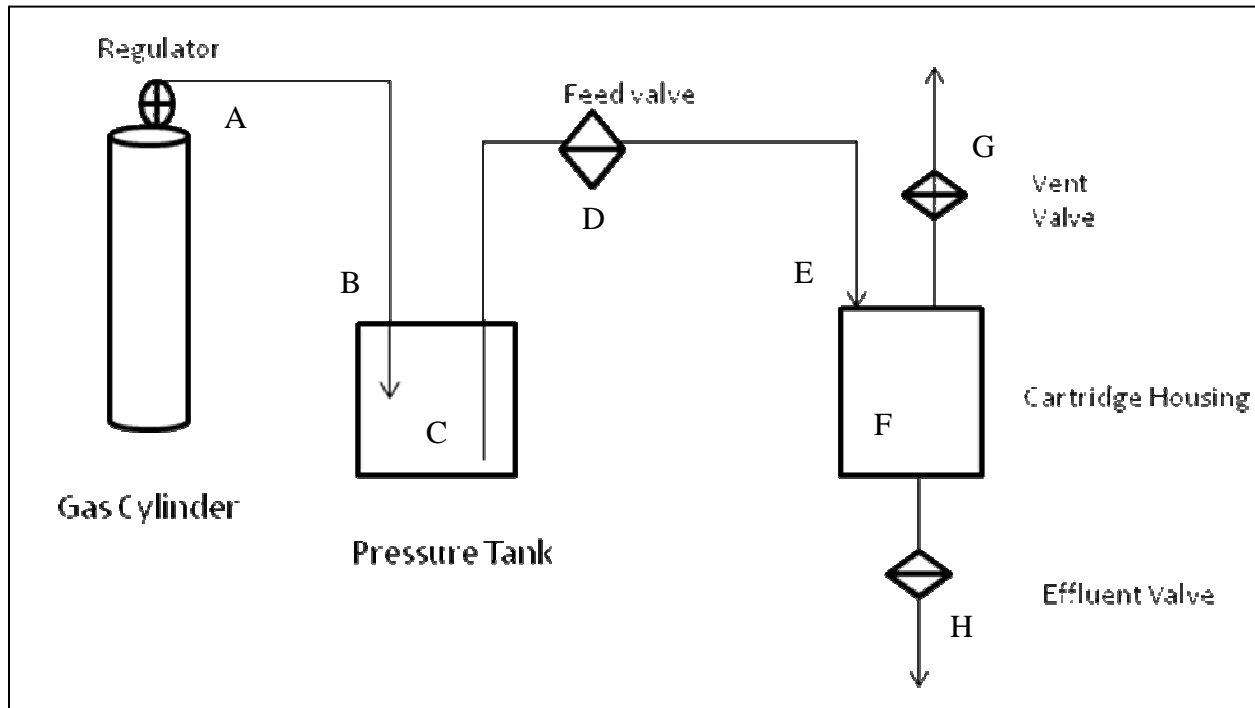 Regulator
A
Feed valve
G
Vent
Valve
D
E
B
C
F
Cartridge Housing
Gas Cylinder
Pressure Tank
Effluent Valve
H